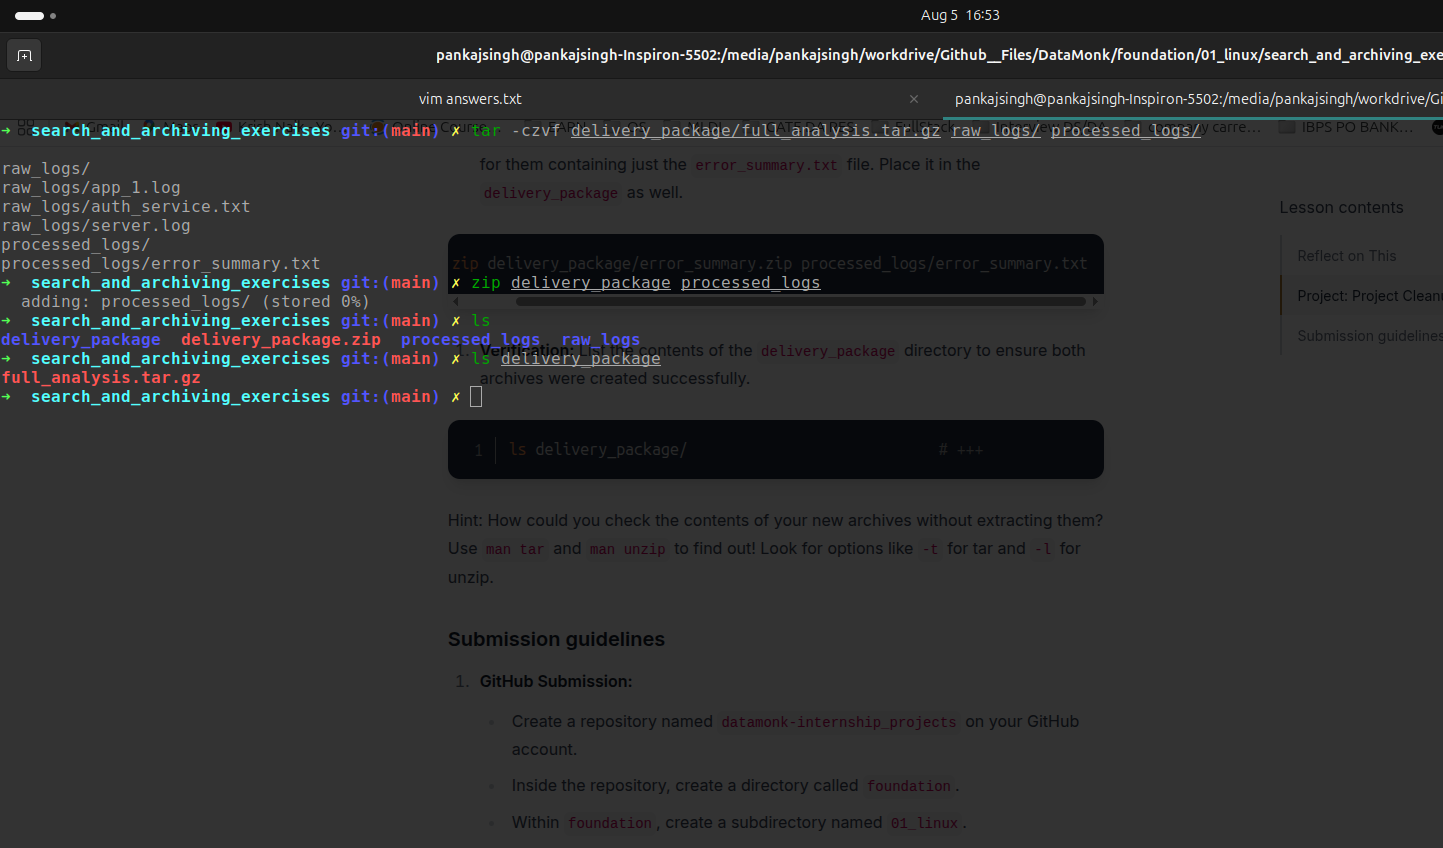 Aug 5 16:53
pankajsingh@pankajsingh-Inspiron-5502:/media/pankajsingh/workdrive/Github__Files/DataMonk/foundation/01_linux/search_and_archiving_exe
vim answers.txt
×
pankajsingh@pankajsingh-Inspiron-5502:/media/pankajsingh/workdrive/Gi
Gmail
company carre...
IBPS PO BANK...
➜ search_and_archiving_exercises git:(main) ✗ tar -czvf delivery_package/full_analysis.tar.gz raw_logs/ processed_logs/
for them containing just the error_summary.txt file. Place it in the
delivery_package as well.
raw_logs/
raw_logs/app_1.log
raw_logs/auth_service.txt
raw_logs/server.log
processed_logs/
processed_logs/error_summary.txt
zip delivery_package/error_summary.zip processed_logs/error_summary.txt
➜ search_and_archiving_exercises git:(main) ✗ zip delivery_package processed_logs
adding: processed_logs/ (stored 0%)
➜ search_and_archiving_exercises git:(main) ✗ ls
delivery_package delivery_package.zip processed_logs raw_logs
Verification: List the contents of the delivery_package directory to ensure both
archives were created successfully.
➜ search_and_archiving_exercises git:(main) ✗ ls delivery_package
full_analysis.tar.gz
➜ search_and_archiving_exercises git:(main) ✗
1 ls delivery_package/ # +++
Hint: How could you check the contents of your new archives without extracting them?
Use man tar and man unzip to find out! Look for options like -t for tar and -l for
unzip.
Submission guidelines
1. GitHub Submission:
Create a repository named datamonk-internship_projects on your GitHub
account.
Inside the repository, create a directory called foundation.
Within foundation, create a subdirectory named 01_linux.
Lesson contents
Reflect on This
Project: Project Clean
Submission guidelines